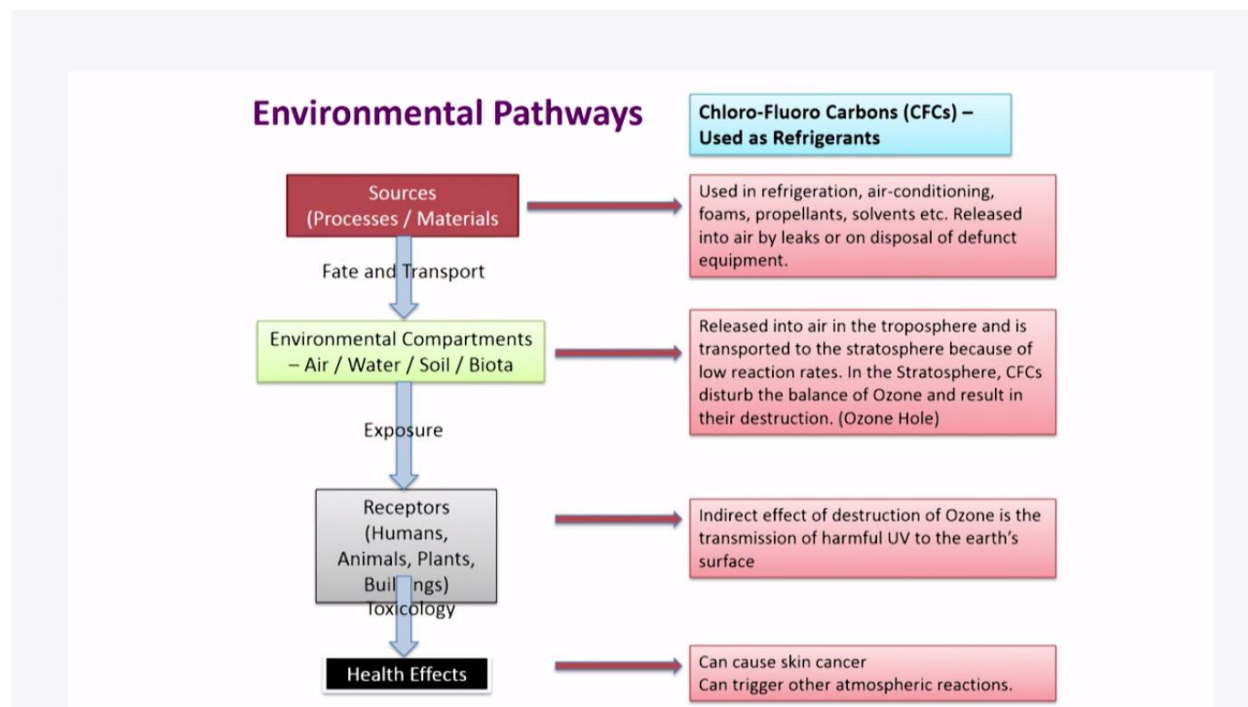 Environmental Pathways
Chloro-Fluoro Carbons (CFCs) –
Used as Refrigerants
Sources
(Processes / Materials
Used in refrigeration, air-conditioning,
foams, propellants, solvents etc. Released
into air by leaks or on disposal of defunct
equipment.
Fate and Transport
Environmental Compartments
– Air / Water / Soil / Biota
Released into air in the troposphere and is
transported to the stratosphere because of
low reaction rates. In the Stratosphere, CFCs
disturb the balance of Ozone and result in
their destruction. (Ozone Hole)
Exposure
Receptors
(Humans,
Animals, Plants,
Buildings)
Indirect effect of destruction of Ozone is the
transmission of harmful UV to the earth's
surface
Toxicology
Health Effects
Can cause skin cancer
Can trigger other atmospheric reactions.